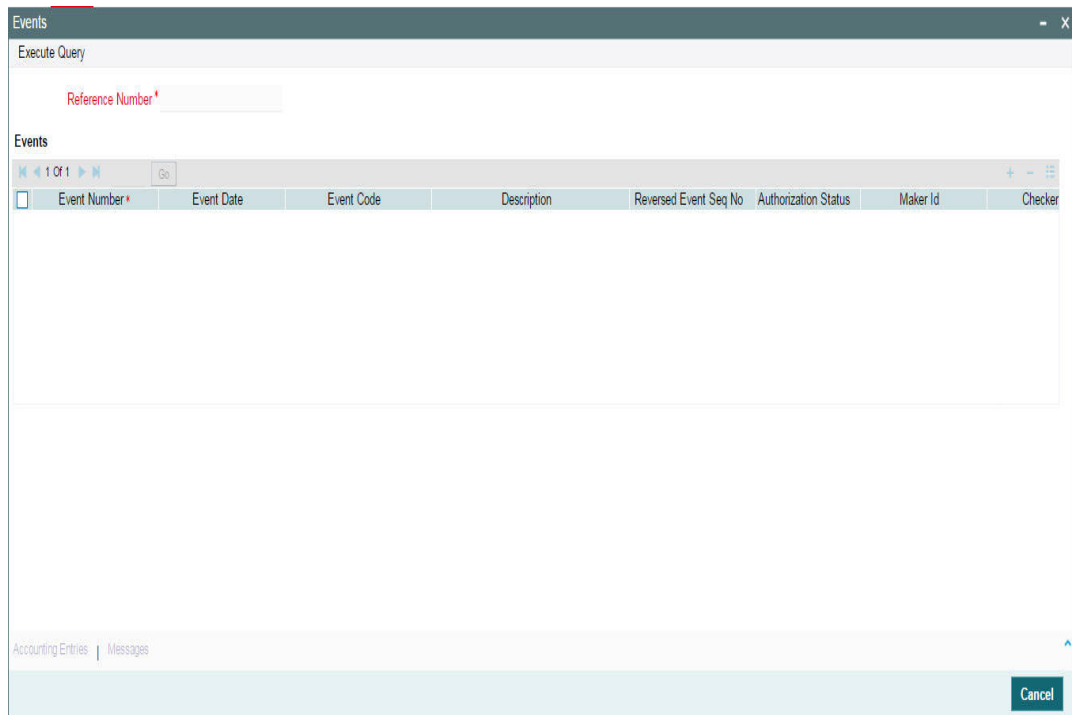 Events - X
Execute Query
Reference Number *
Events
1 Of 1 Go + -
Event Number * Event Date Event Code Description Reversed Event Seq No Authorization Status Maker Id Checker
Accounting Entries | Messages
Cancel